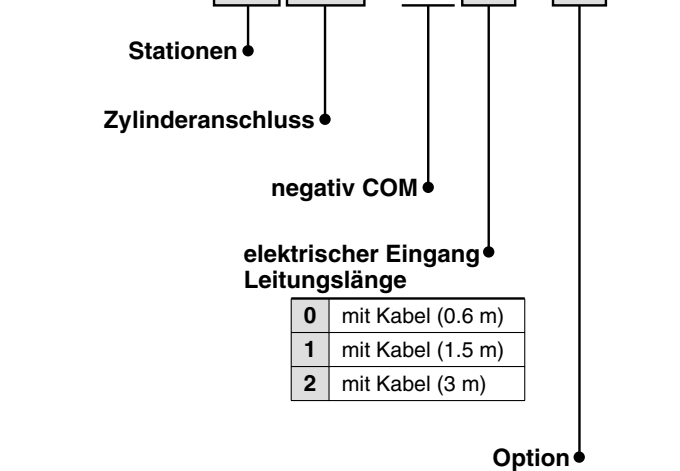 Stationen
Zylinderanschluss
negativ COM
elektrischer Eingang
Leitungslänge
0 mit Kabel (0.6 m)
1 mit Kabel (1.5 m)
2 mit Kabel (3 m)
Option